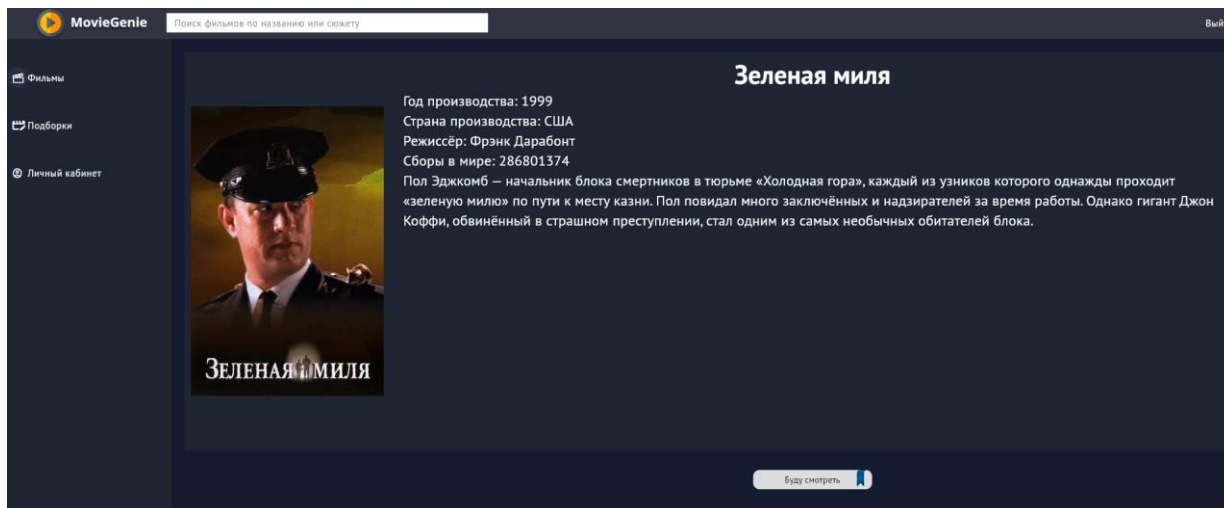 MovieGenie
Поиск фильмов по названию или сюжету
Вый
Фильмы
Подборки
Личный кабинет
Зеленая миля
Год производства: 1999
Страна производства: США
Режиссёр: Фрэнк Дарабонт
Сборы в мире: 286801374
Пол Эджкомб — начальник блока смертников в тюрьме «Холодная гора», каждый из узников которого однажды проходит
«зеленую милю» по пути к месту казни. Пол повидал много заключённых и надзирателей за время работы. Однако гигант Джон
Коффи, обвинённый в страшном преступлении, стал одним из самых необычных обитателей блока.
ЗЕЛЕНАЯ МИЛЯ
Буду смотреть